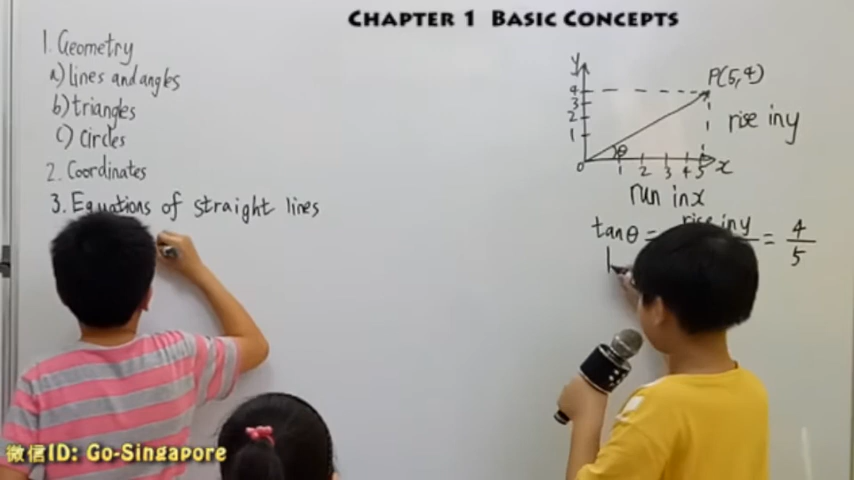 CHAPTER 1 BASIC CONCEPTS
1. Geometry
a) lines and angles
b) triangles
c) Circles
2. Coordinates
3. Equations of straight lines
y
P(5,4)
4
3
2
1
θ
0
1 2 3 4 5 x
rise in y
run in x
tanθ = rise in y = 4/5
微信ID: Go-Singapore